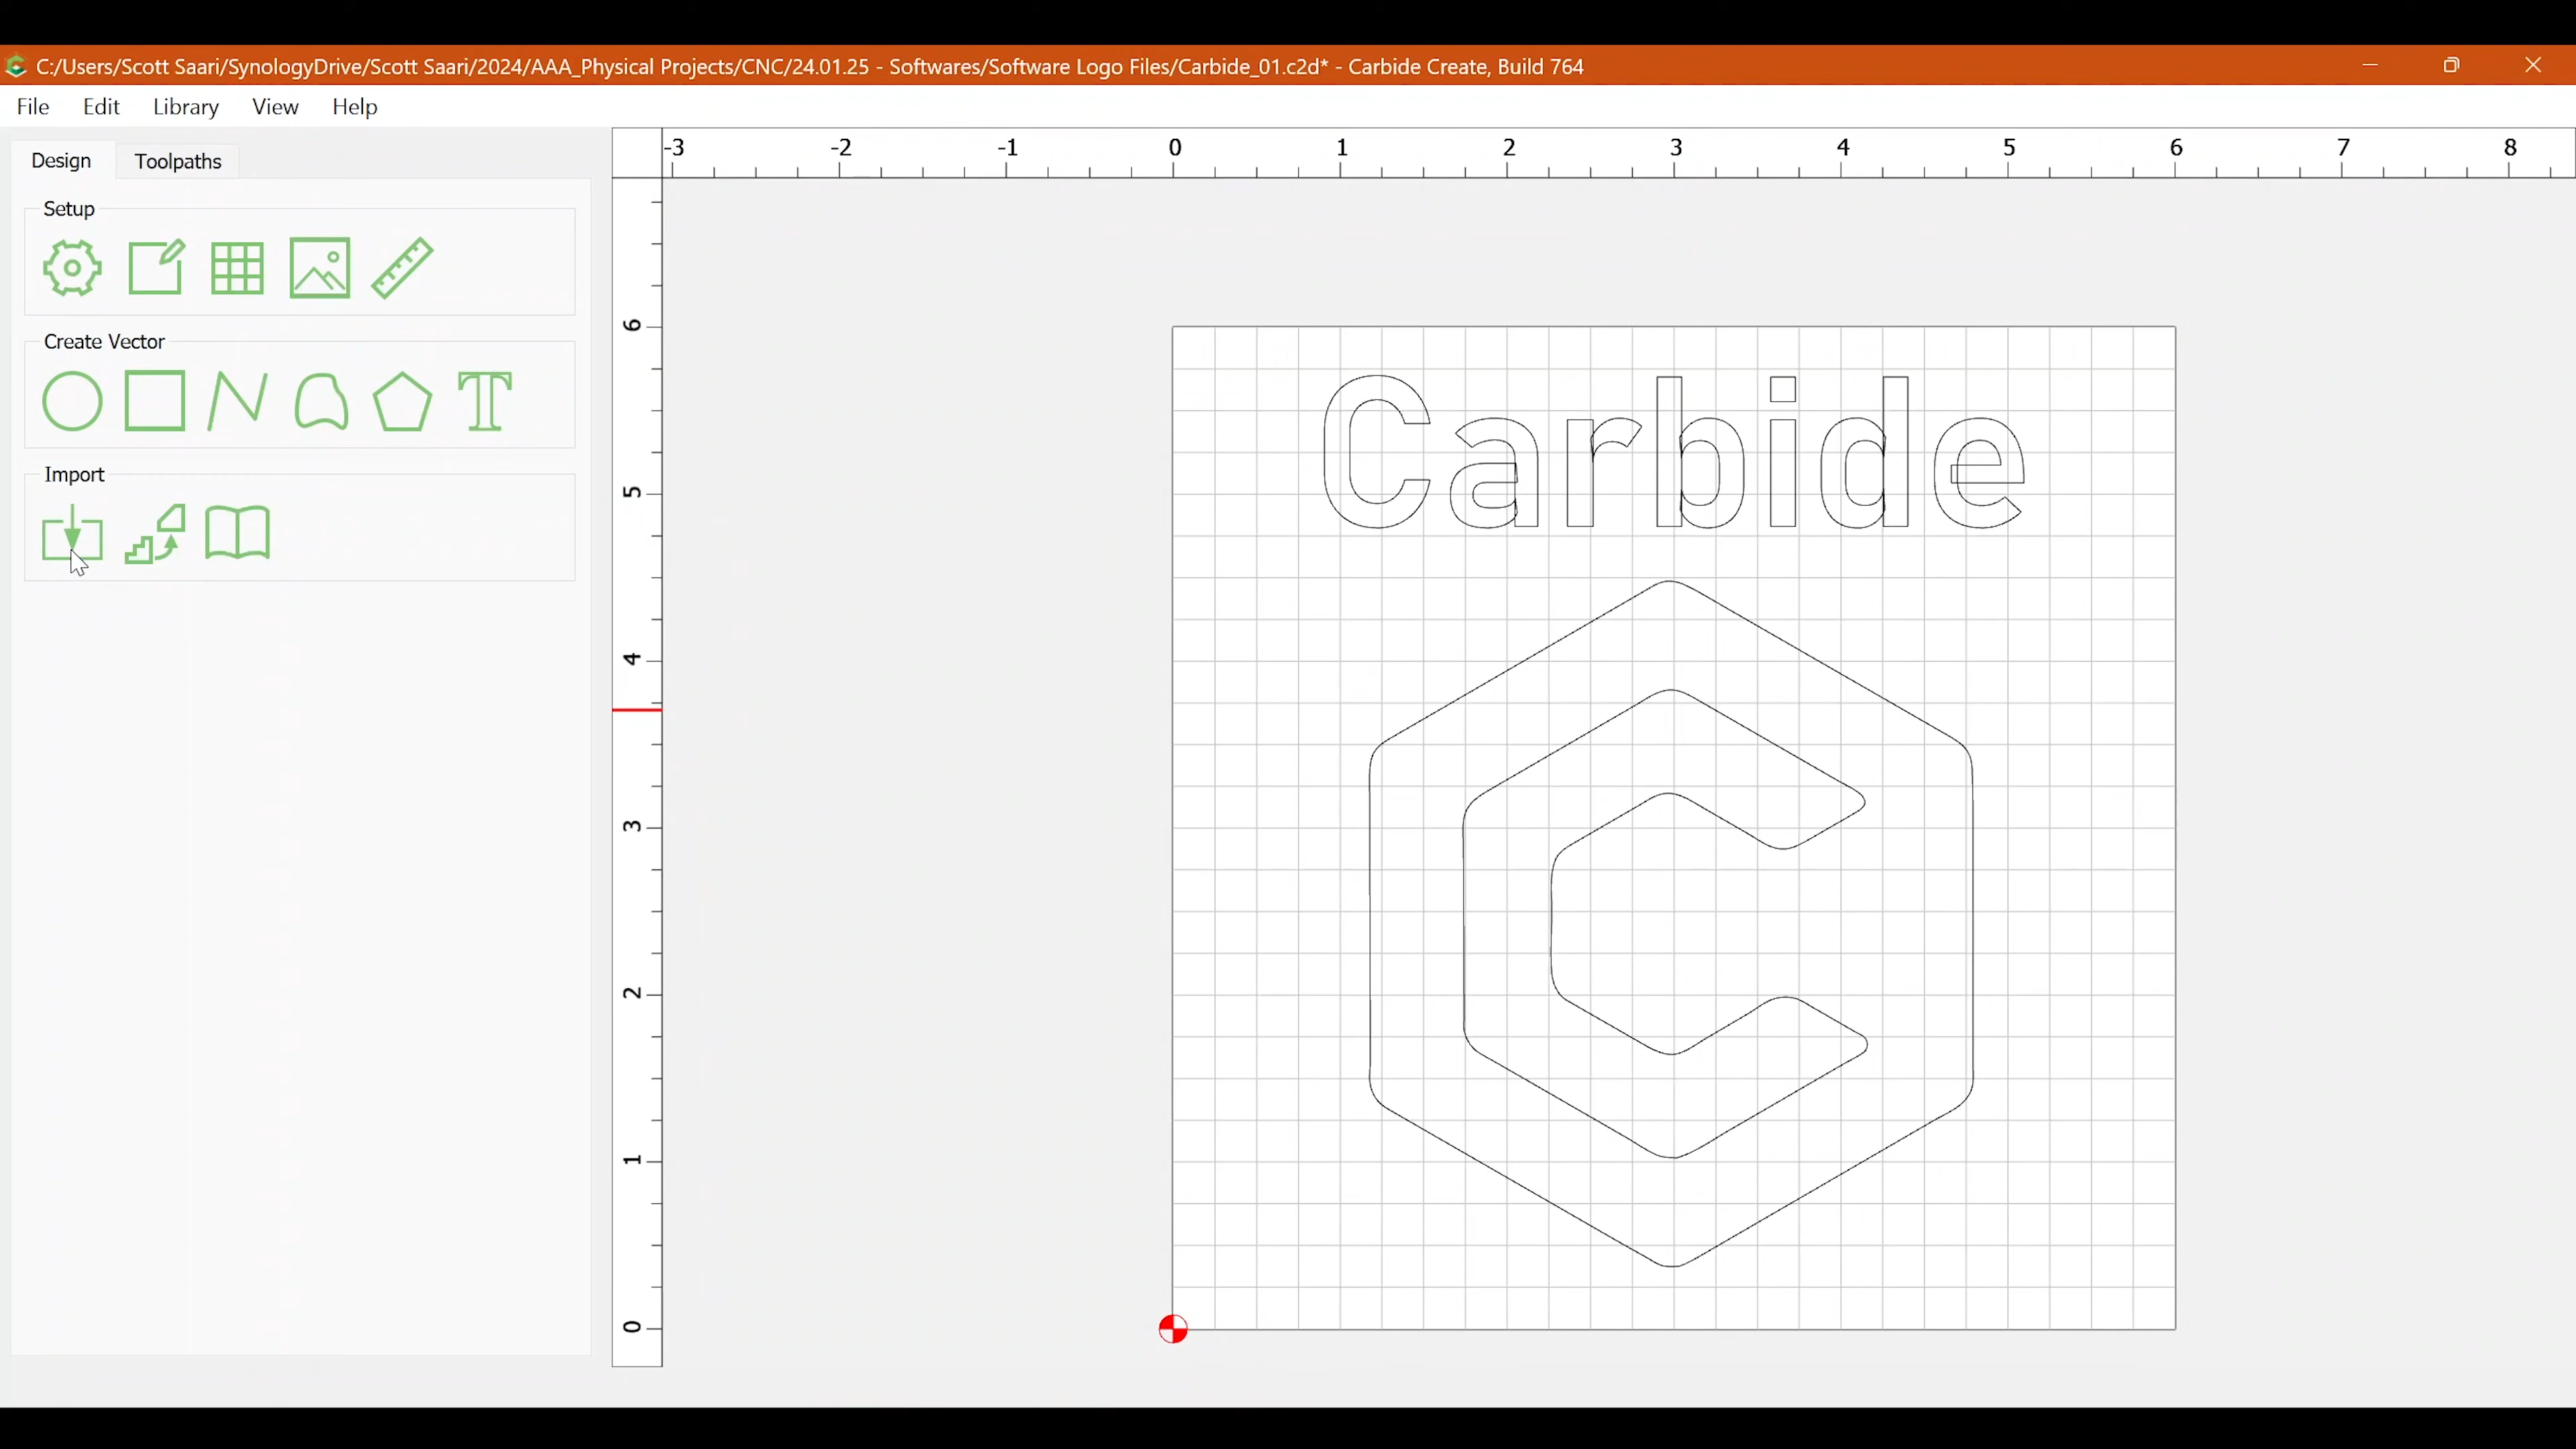 C:/Users/Scott Saari/SynologyDrive/Scott Saari/2024/AAA_Physical Projects/CNC/24.01.25 - Softwares/Software Logo Files/Carbide_01.c2d* - Carbide Create, Build 764
File Edit Library View Help
Design Toolpaths
-3 -2 -1 0 1 2 3 4 5 6 7 8
Setup
Create Vector
Import
6
5
4
3
2
1
0
Carbide